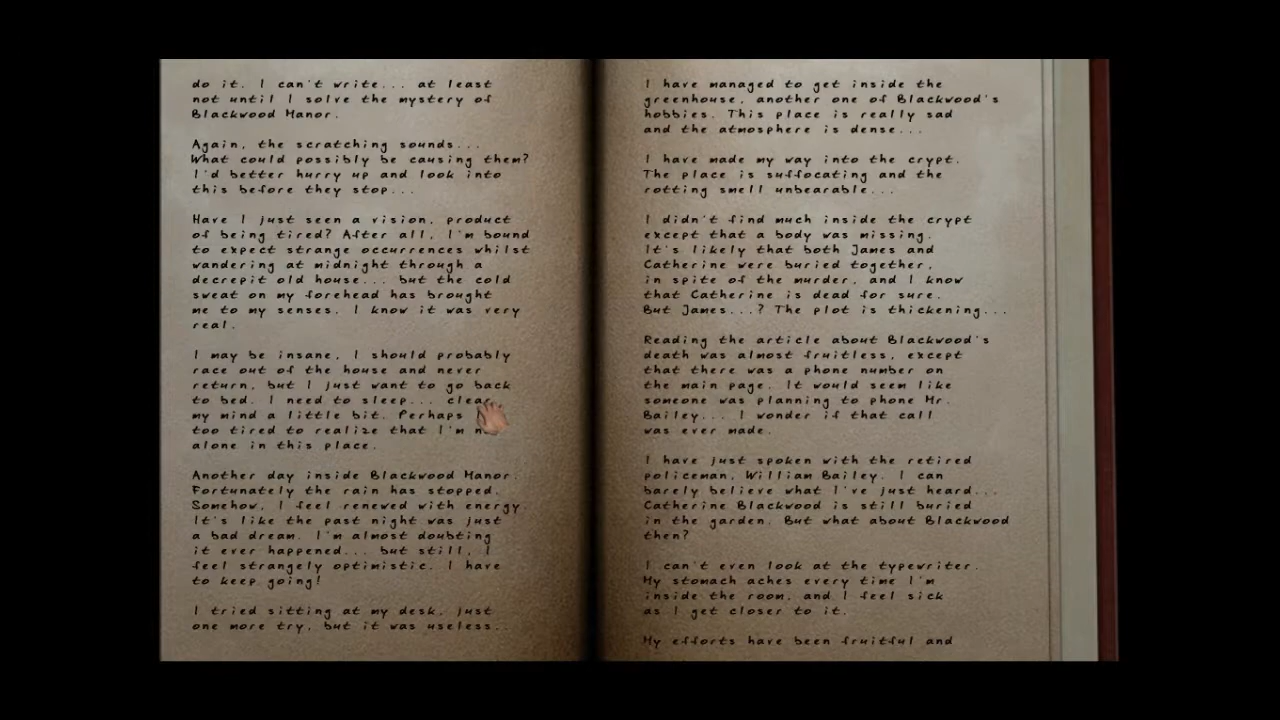 do it. I can't write... at least
not until I solve the mystery of
Blackwood Manor.
Again, the scratching sounds...
What could possibly be causing them?
I'd better hurry up and look into
this before they stop...
Have I just seen a vision, product
of being tired? After all, I'm bound
to expect strange occurrences whilst
wandering at midnight through a
decrepit old house... but the cold
sweat on my forehead has brought
me to my senses. I know it was very
real.
I may be insane, I should probably
race out of the house and never
return, but I just want to go back
to bed. I need to sleep... clear
my mind a little bit. Perhaps
too tired to realize that I'm
alone in this place.
Another day inside Blackwood Manor.
Fortunately the rain has stopped.
Somehow, I feel renewed with energy
It's like the past night was just
a bad dream. I'm almost doubting
it ever happened... but still, I
feel strangely optimistic. I have
to keep going!
I tried sitting at my desk, just
one more try, but it was useless..
I have managed to get inside the
greenhouse, another one of Blackwood's
hobbies. This place is really sad
and the atmosphere is dense...
I have made my way into the crypt.
The place is suffocating and the
rotting smell unbearable...
I didn't find much inside the crypt
except that a body was missing.
It's likely that both James and
Catherine were buried together,
in spite of the murder, and I know
that Catherine is dead for sure.
But James...? The plot is thickening...
Reading the article about Blackwood's
death was almost fruitless, except
that there was a phone number on
the main page. It would seem like
someone was planning to phone Mr.
Bailey... I wonder if that call
was ever made.
I have just spoken with the retired
policeman, William Bailey. I can
barely believe what I've just heard...
Catherine Blackwood is still buried
in the garden. But what about Blackwood
then?
I can't even look at the typewriter.
My stomach aches every time I'm
inside the room, and I feel sick
as I get closer to it.
My efforts have been fruitful and